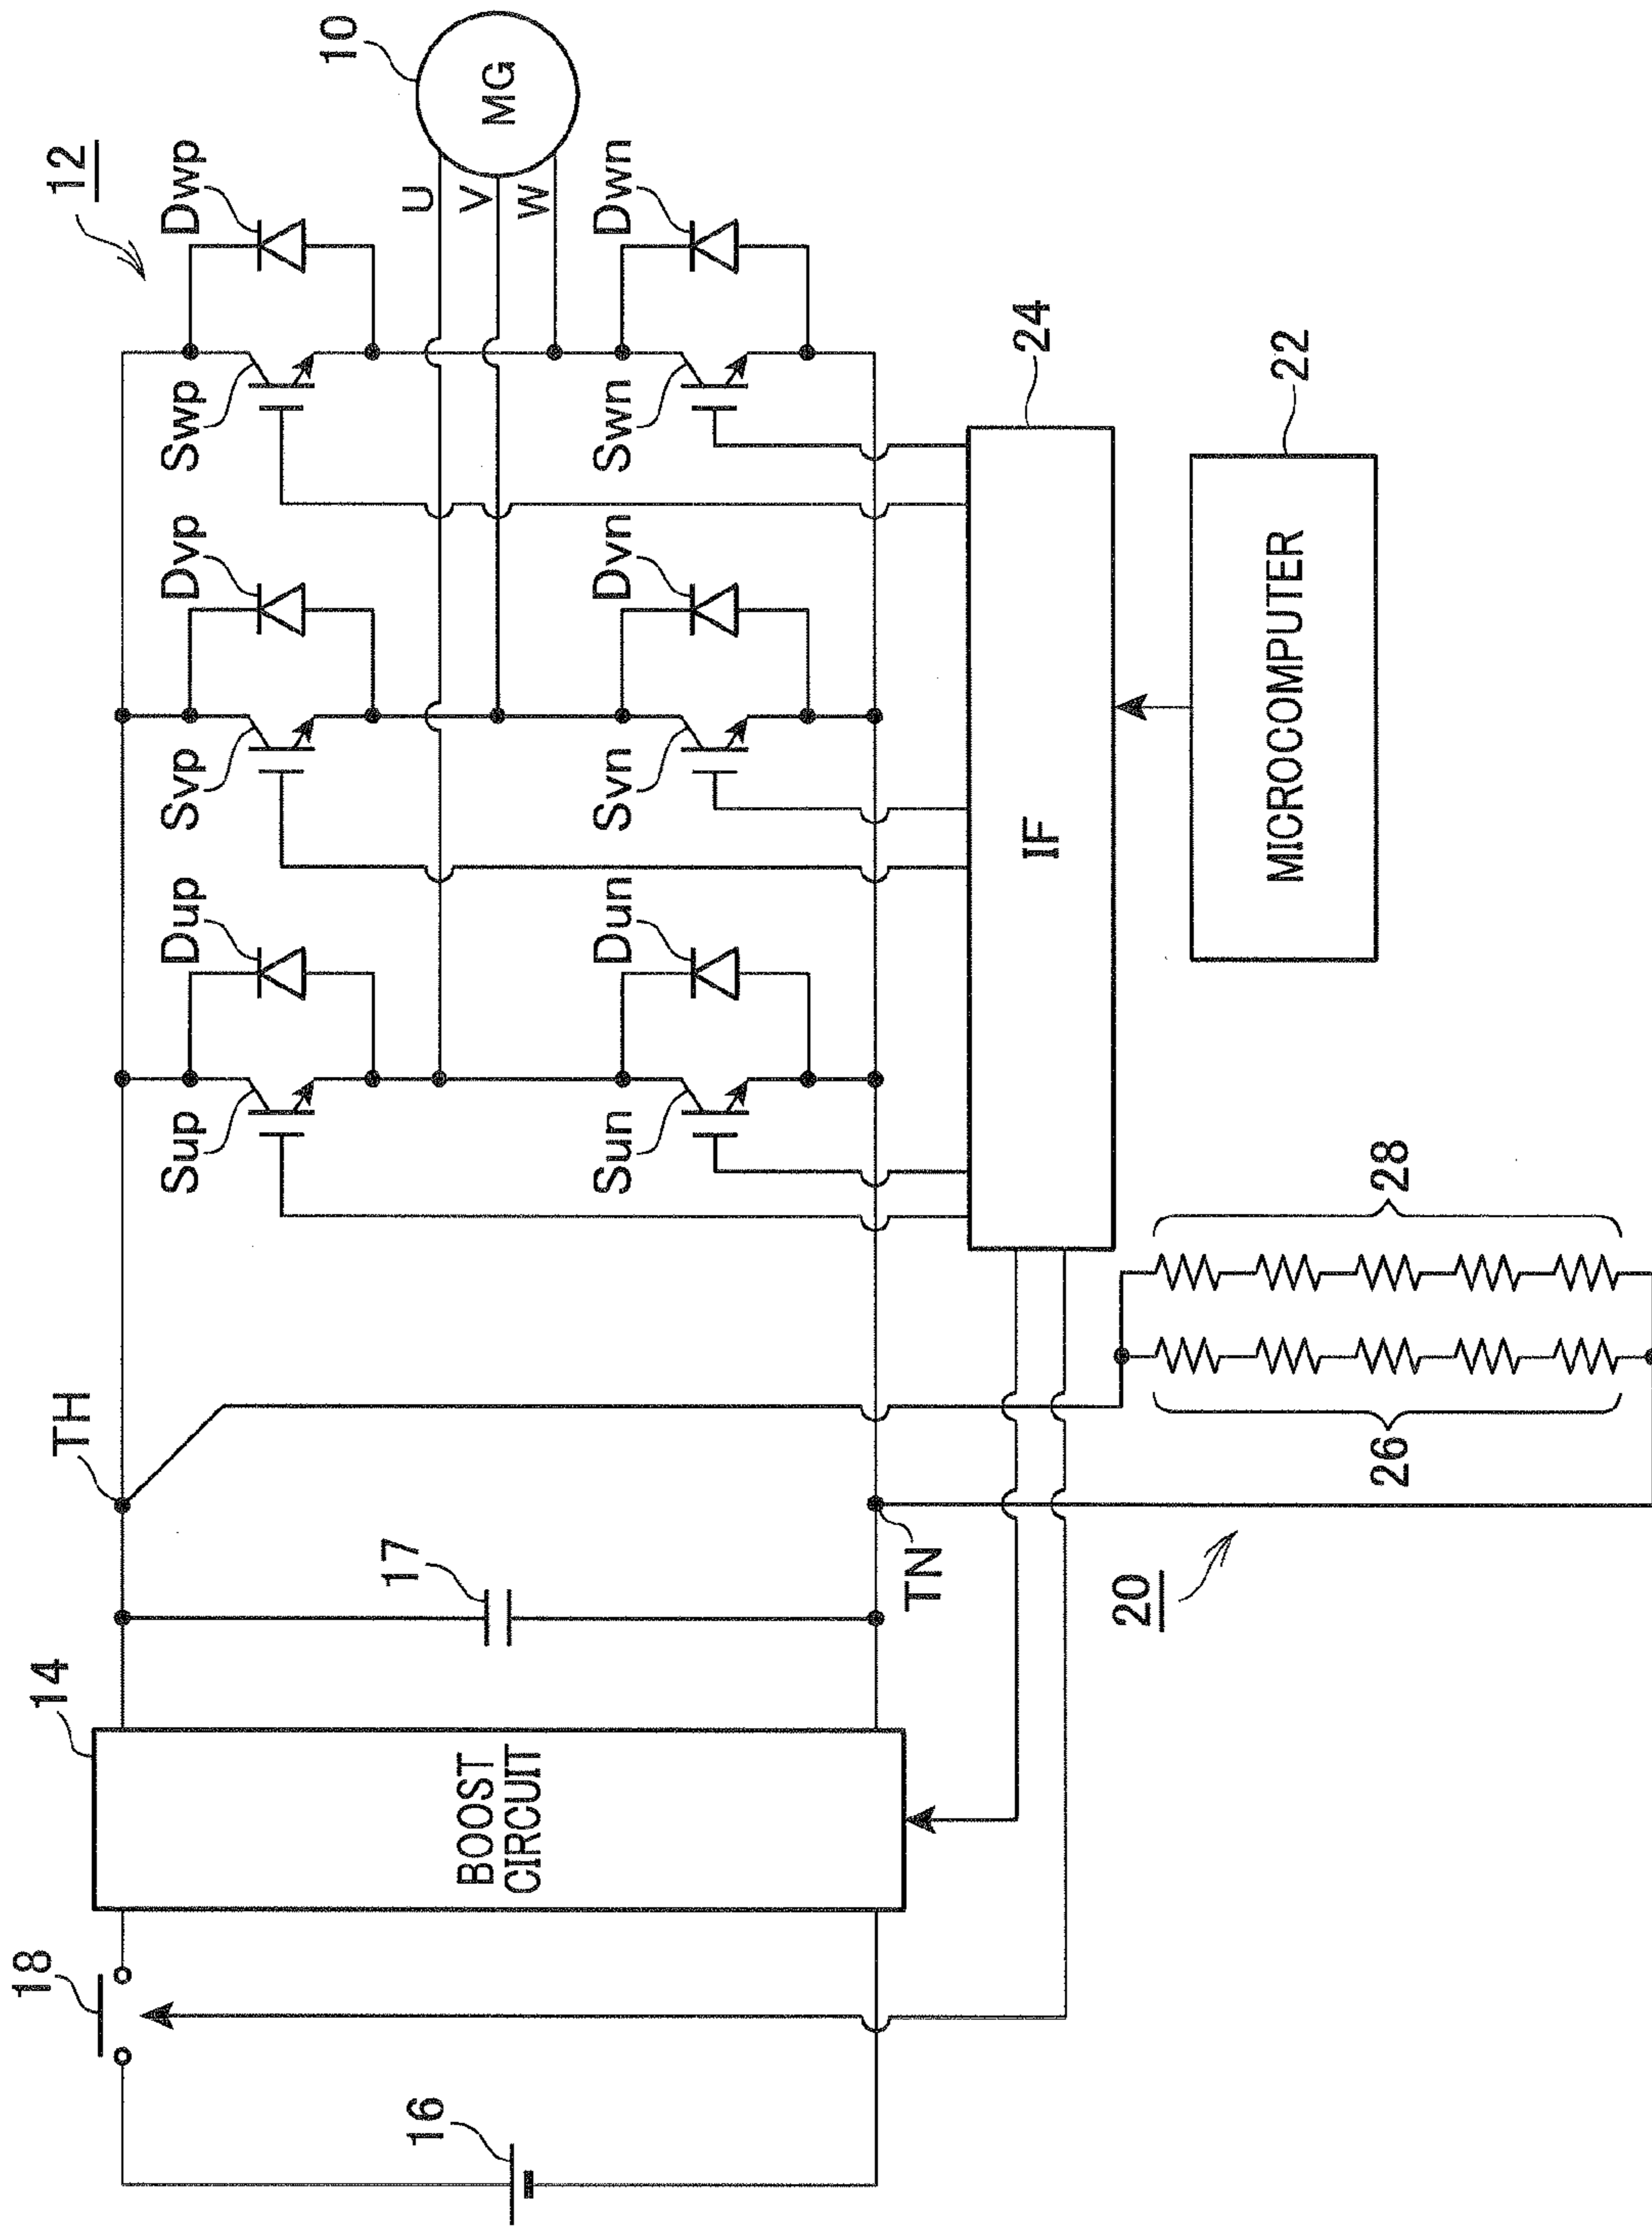 12
10
18
14
TH
Sup
Dup
Svp
Dvp
Swp
Dwp
U
V
W
MG
16
17
BOOST
CIRCUIT
Sun
Dun
Svn
Dvn
Swn
Dwn
TN
IF
24
20
26
28
MICROCOMPUTER
22